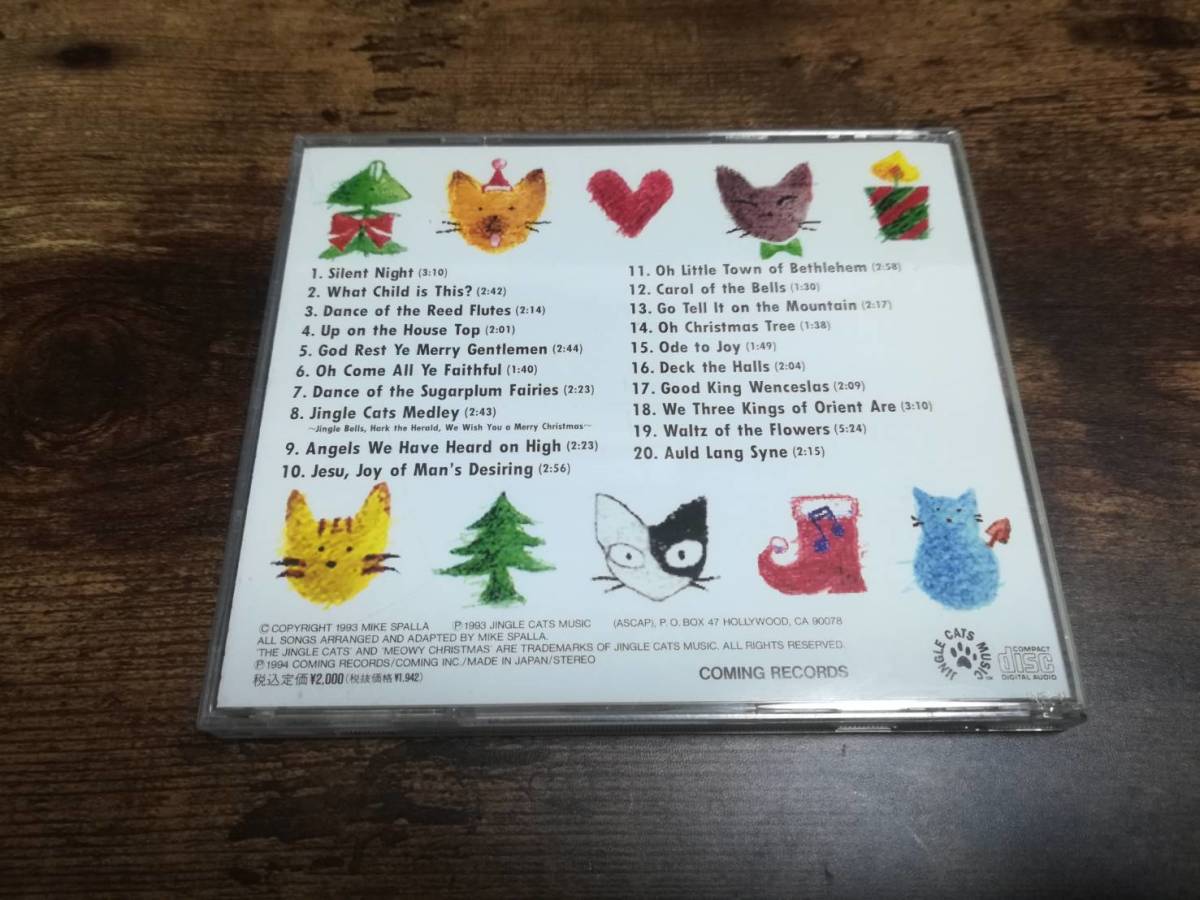 1. Silent Night (3:10)
2. What Child is This? (2:42)
3. Dance of the Reed Flutes (2:14)
4. Up on the House Top (2:01)
5. God Rest Ye Merry Gentlemen (2:44)
6. Oh Come All Ye Faithful (1:40)
7. Dance of the Sugarplum Fairies (2:23)
8. Jingle Cats Medley (2:43)
~Jingle Bells, Hark the Herald, We Wish You a Merry Christmas~
9. Angels We Have Heard on High (2:23)
10. Jesu, Joy of Man's Desiring (2:56)
11. Oh Little Town of Bethlehem (2:58)
12. Carol of the Bells (1:30)
13. Go Tell It on the Mountain (2:17)
14. Oh Christmas Tree (1:38)
15. Ode to Joy (1:49)
16. Deck the Halls (2:04)
17. Good King Wenceslas (2:09)
18. We Three Kings of Orient Are (3:10)
19. Waltz of the Flowers (5:24)
20. Auld Lang Syne (2:15)
© COPYRIGHT 1993 MIKE SPALLA ℗ 1993 JINGLE CATS MUSIC (ASCAP), P.O. BOX 47 HOLLYWOOD, CA 90078
ALL SONGS ARRANGED AND ADAPTED BY MIKE SPALLA.
'THE JINGLE CATS' AND 'MEOWY CHRISTMAS' ARE TRADEMARKS OF JINGLE CATS MUSIC. ALL RIGHTS RESERVED.
℗ 1994 COMING RECORDS/COMING INC./MADE IN JAPAN/STEREO
税込定価¥2,000(税抜価格¥1,942)
COMING RECORDS
JINGLE CATS MUSIC
COMPACT
disc
DIGITAL AUDIO